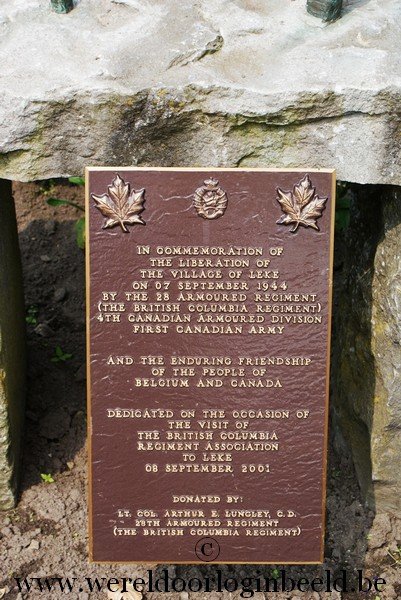 IN COMMEMORATION OF
THE LIBERATION OF
THE VILLAGE OF LEKE
ON 07 SEPTEMBER 1944
BY THE 28 ARMOURED REGIMENT
(THE BRITISH COLUMBIA REGIMENT)
4TH CANADIAN ARMOURED DIVISION
FIRST CANADIAN ARMY
AND THE ENDURING FRIENDSHIP
OF THE PEOPLE OF
BELGIUM AND CANADA
DEDICATED ON THE OCCASION OF
THE VISIT OF
THE BRITISH COLUMBIA
REGIMENT ASSOCIATION
TO LEKE
08 SEPTEMBER 2001
DONATED BY:
LT. COL. ARTHUR E. LUNGLEY, C.D.
28TH ARMOURED REGIMENT
(THE BRITISH COLUMBIA REGIMENT)
©
www.wereldoorloginbeeld.be